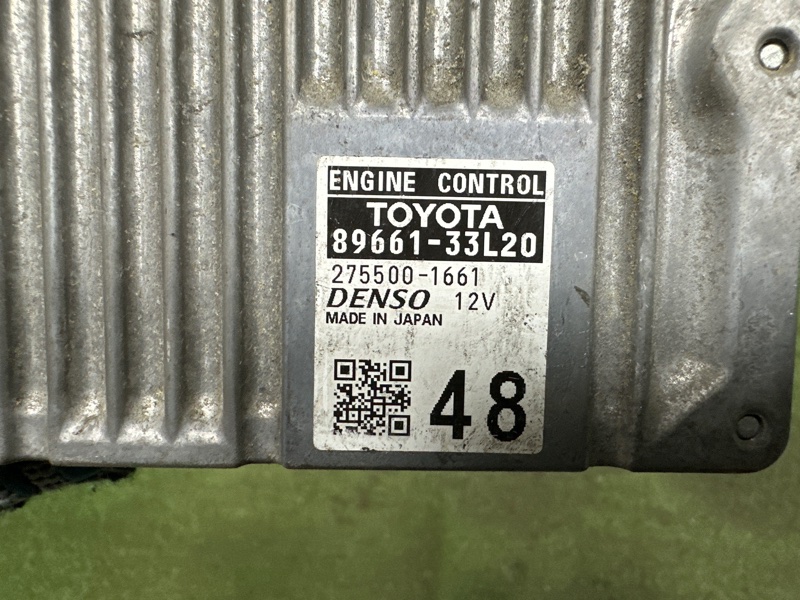 ENGINE CONTROL
TOYOTA
89661-33L20
275500-1661
DENSO 12V
MADE IN JAPAN
48